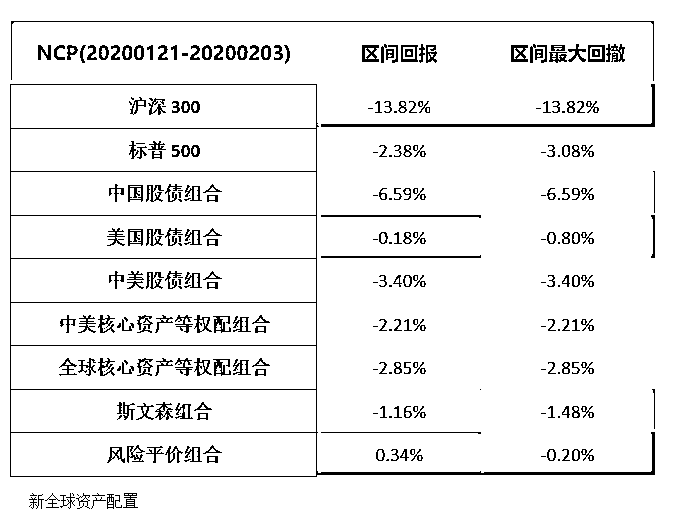 NCP(20200121-20200203) 区间回报 区间最大回撤
沪深 300 -13.82% -13.82%
标普 500 -2.38% -3.08%
中国股债组合 -6.59% -6.59%
美国股债组合 -0.18% -0.80%
中美股债组合 -3.40% -3.40%
中美核心资产等权配组合 -2.21% -2.21%
全球核心资产等权配组合 -2.85% -2.85%
斯文森组合 -1.16% -1.48%
风险平价组合 0.34% -0.20%
新全球资产配置